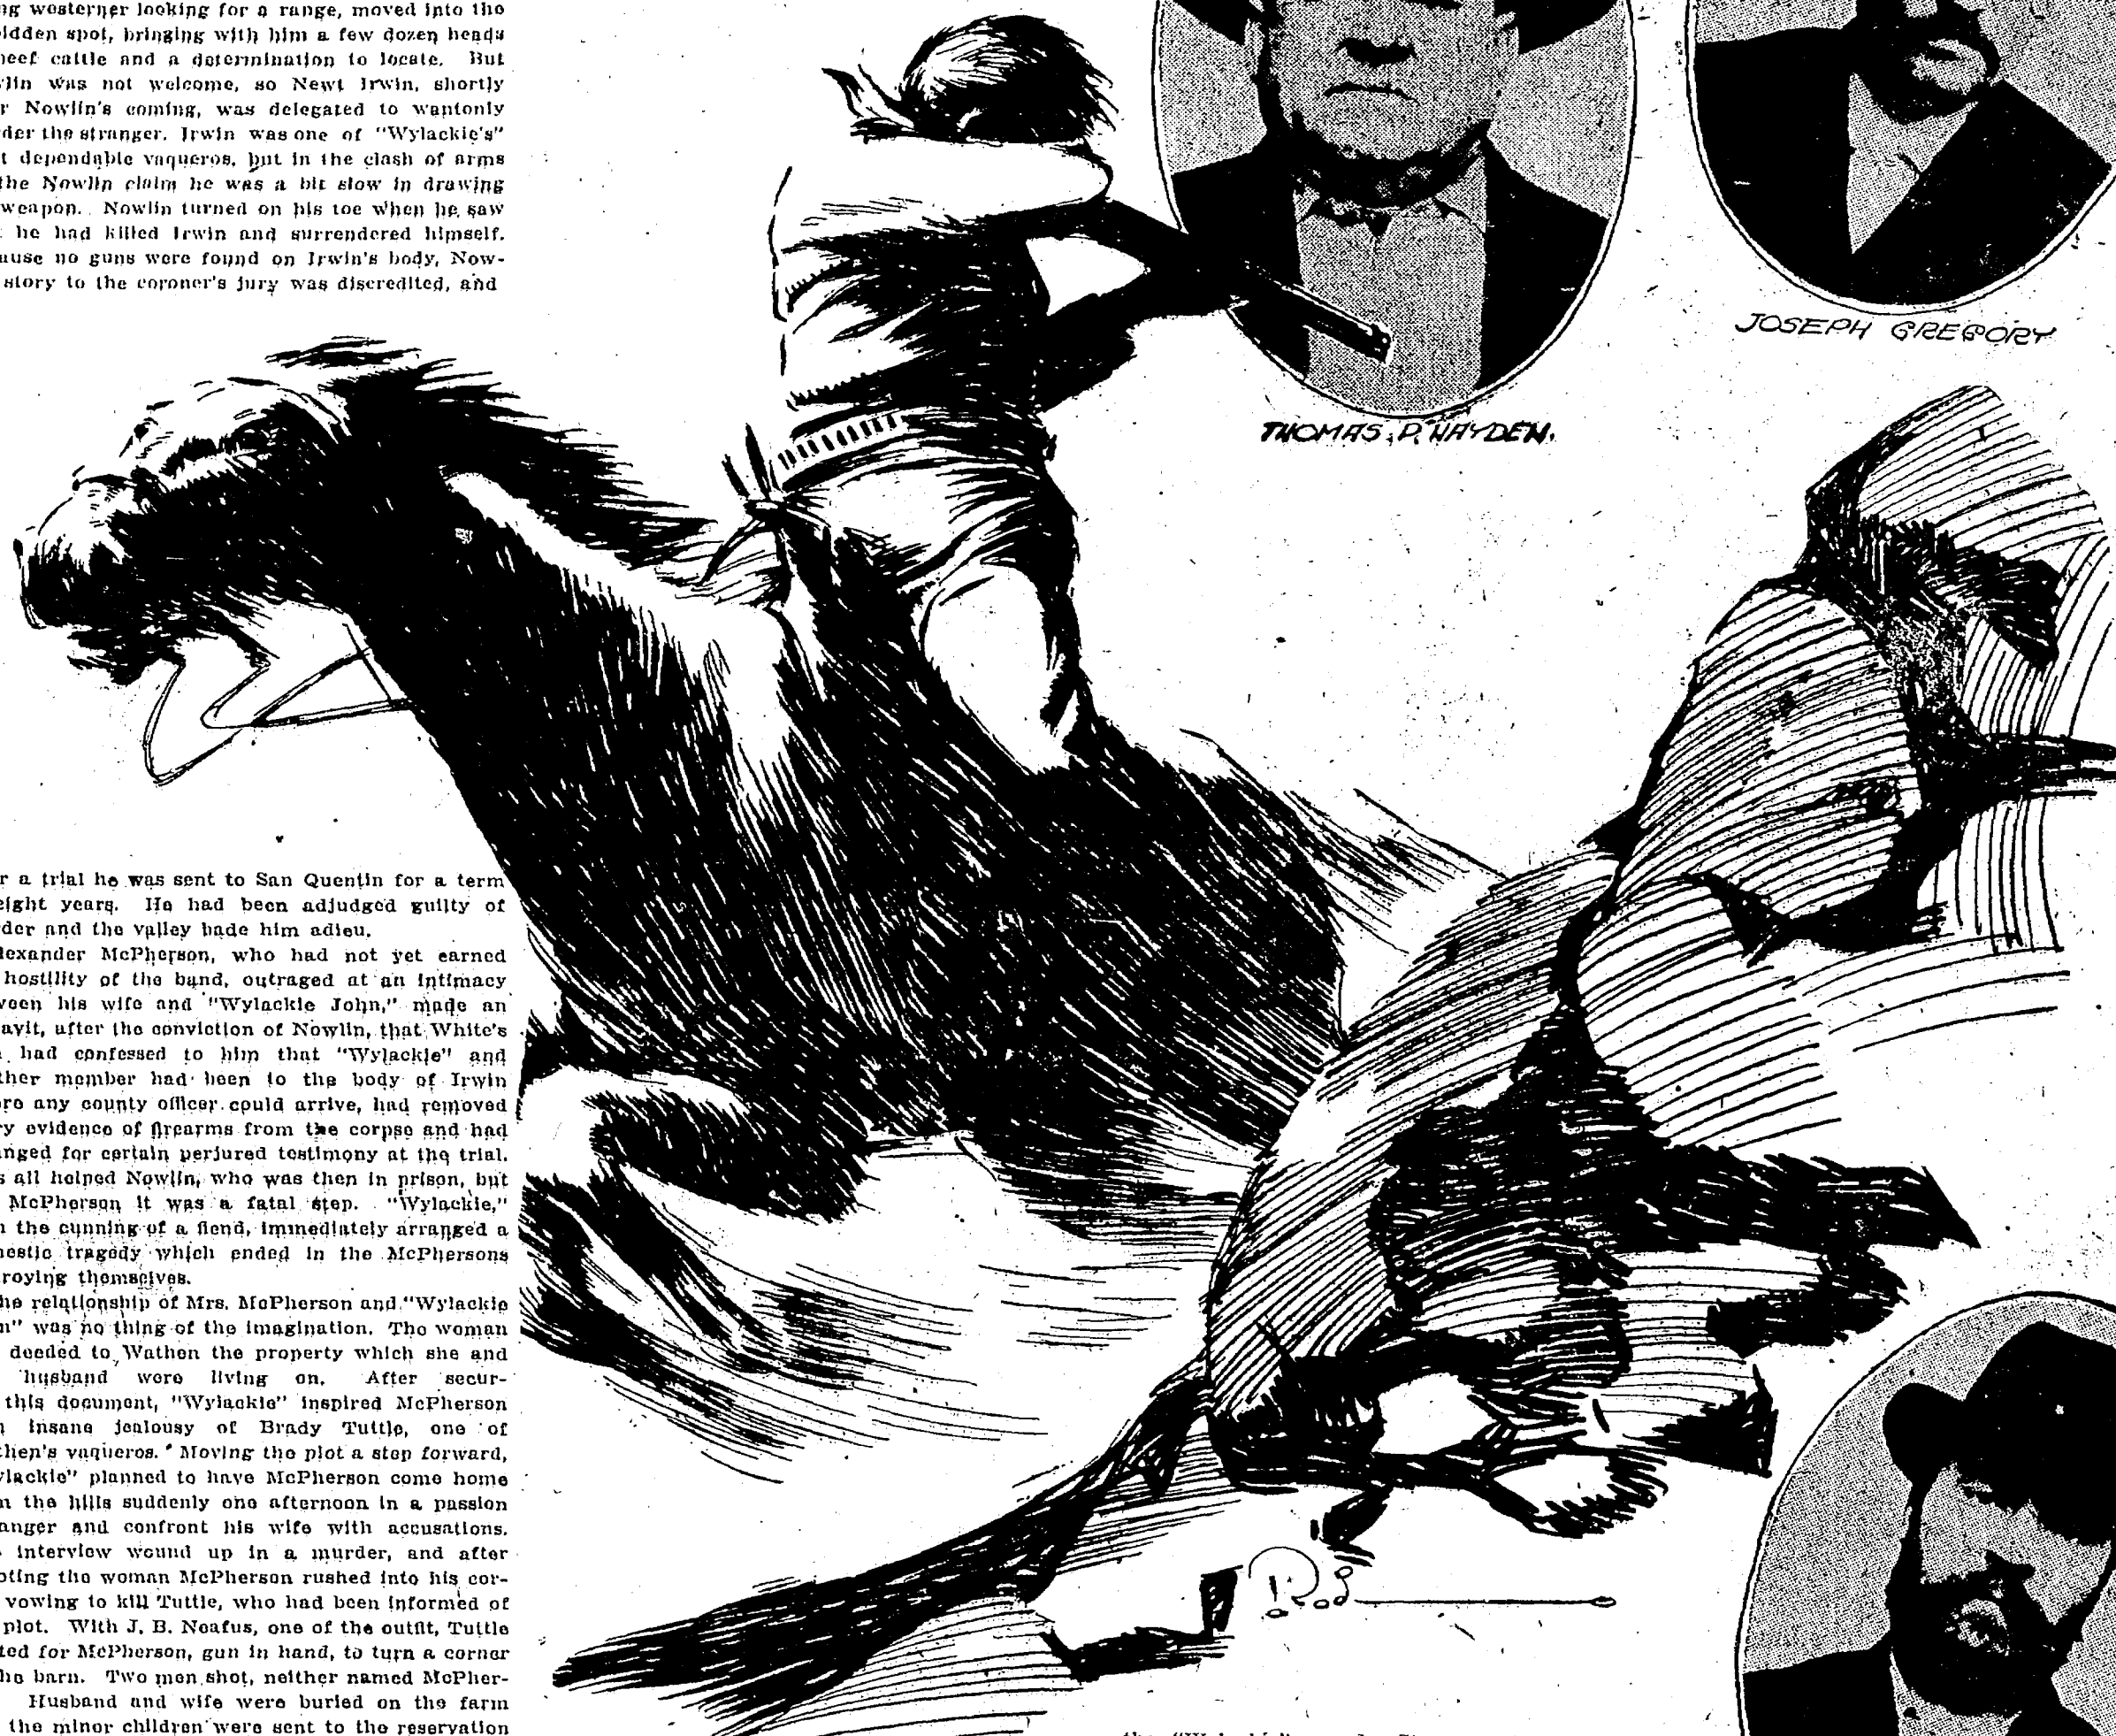 ng westerner looking for a range, moved into the
idden spot, bringing with him a few dozen heads
beef cattle and a determination to locate. But
lin was not welcome, so Newt Irwin, shortly
r Nowlin's coming, was delegated to wantonly
der the stranger. Irwin was one of "Wylackie's"
t dependable vaqueros, but in the clash of arms
the Nowlin claim he was a bit slow in drawing
weapon. Nowlin turned on his toe when he saw
he had killed Irwin and surrendered himself.
ause no guns were found on Irwin's body, Now-
story to the coroner's jury was discredited, and
JOSEPH GREGORY
THOMAS P. HAYDEN.
r a trial he was sent to San Quentin for a term
eight years. He had been adjudged guilty of
der and the valley bade him adieu.
lexander McPherson, who had not yet earned
hostility of the band, outraged at an intimacy
ween his wife and "Wylackie John," made an
avit, after the conviction of Nowlin, that White's
had confessed to him that "Wylackie" and
ther member had been to the body of Irwin
ore any county officer could arrive, had removed
ry evidence of firearms from the corpse and had
nged for certain perjured testimony at the trial.
s all helped Nowlin, who was then in prison, but
McPherson it was a fatal step. "Wylackie,"
h the cunning of a fiend, immediately arranged a
estic tragedy which ended in the McPhersons
roying themselves.
he relationship of Mrs. McPherson and "Wylackie
n" was no thing of the imagination. The woman
deeded to Wathen the property which she and
husband were living on. After secur-
this document, "Wylackie" inspired McPherson
insane jealousy of Brady Tuttle, one of
then's vaqueros. Moving the plot a step forward,
ylackie" planned to have McPherson come home
m the hills suddenly one afternoon in a passion
anger and confront his wife with accusations.
interview wound up in a murder, and after
oting the woman McPherson rushed into his cor-
vowing to kill Tuttle, who had been informed of
plot. With J. B. Neafus, one of the outfit, Tuttle
ted for McPherson, gun in hand, to turn a corner
he barn. Two men shot, neither named McPher-
Husband and wife were buried on the farm
the minor children were sent to the reservation